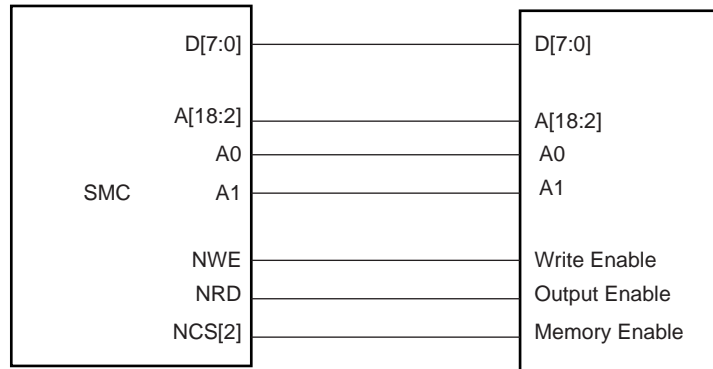 D[7:0] D[7:0]
A[18:2] A[18:2]
A0 A0
SMC A1 A1
NWE Write Enable
NRD Output Enable
NCS[2] Memory Enable